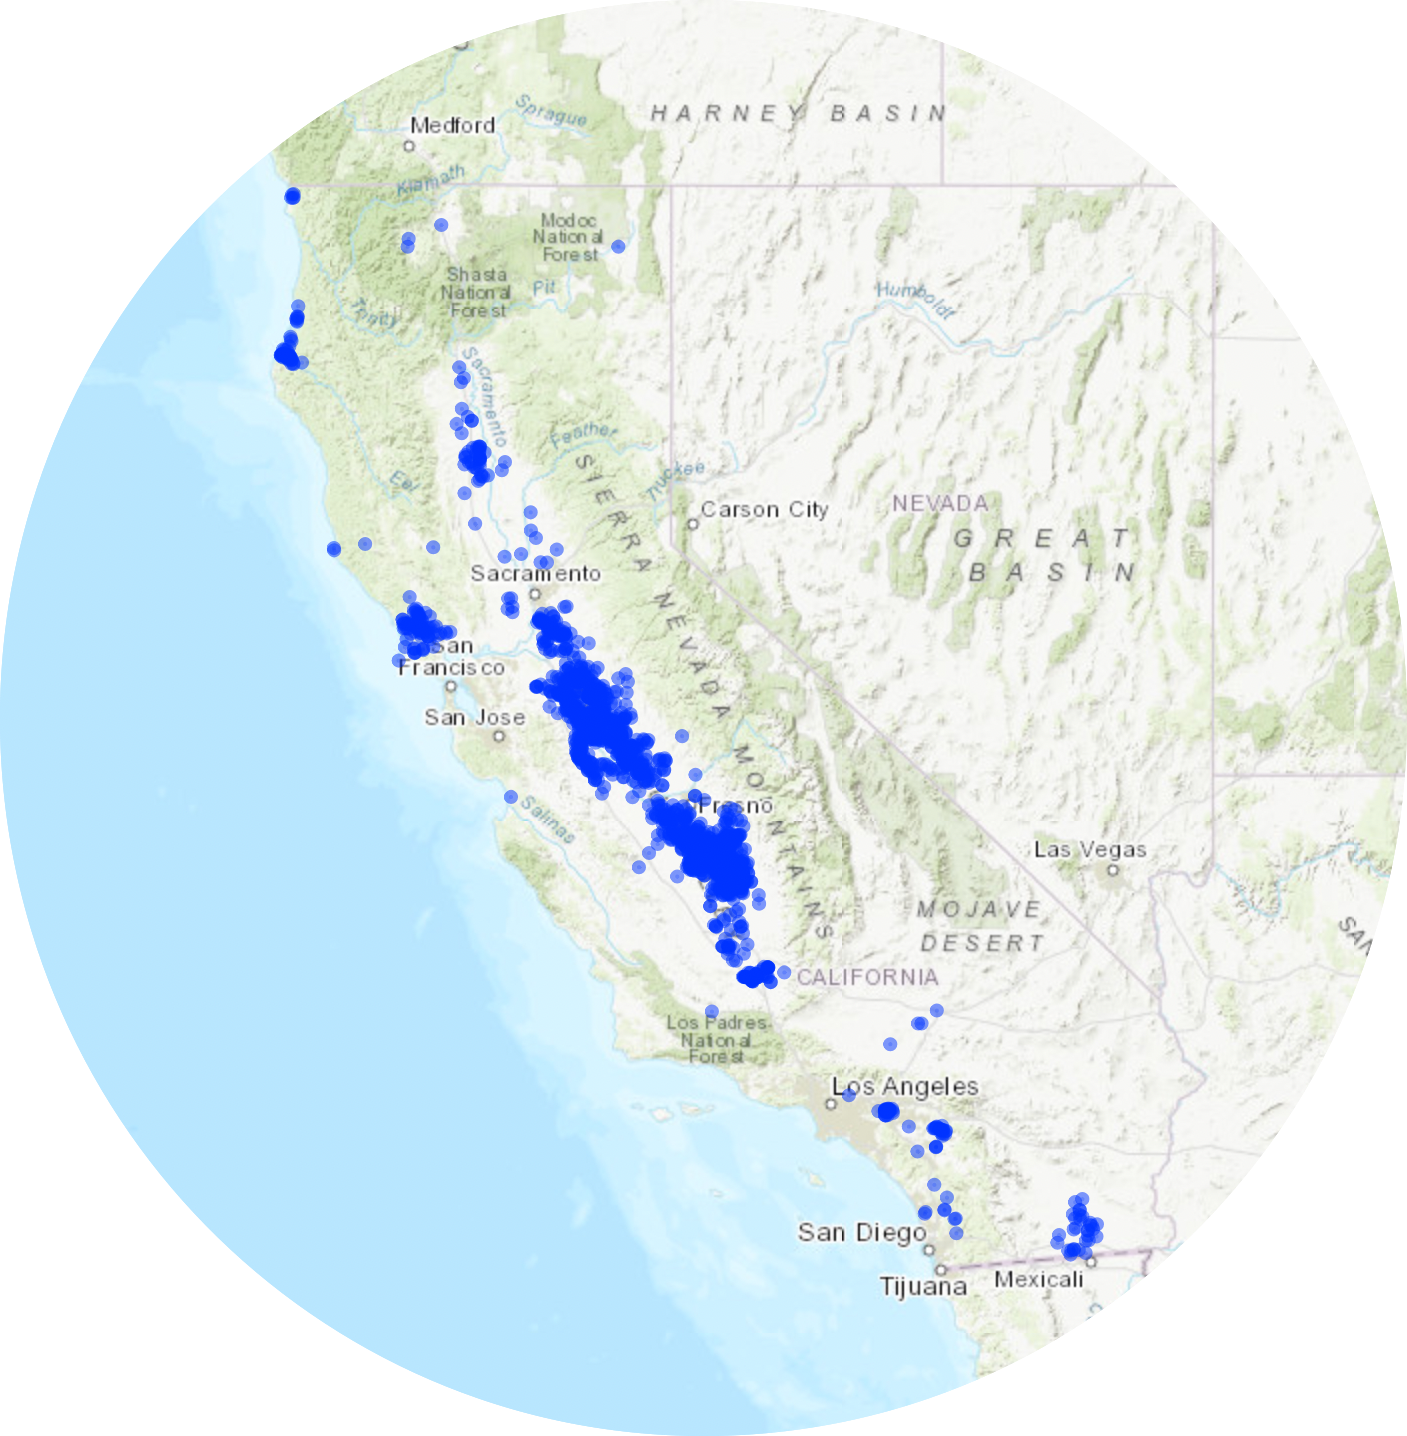 Medford
Sprague
HARNEY BASIN
Klamath
Modoc
National
Forest
Shasta
National
Forest
Pit
Trinity
Humboldt
Sacramento
Feather
Truckee
Eel
SIERRA NEVADA MOUNTAINS
Carson City
NEVADA
GREAT
BASIN
Sacramento
San
Francisco
San Jose
Salinas
Fresno
Las Vegas
MOJAVE
DESERT
SAN
CALIFORNIA
Los Padres
National
Forest
Los Angeles
San Diego
Tijuana
Mexicali